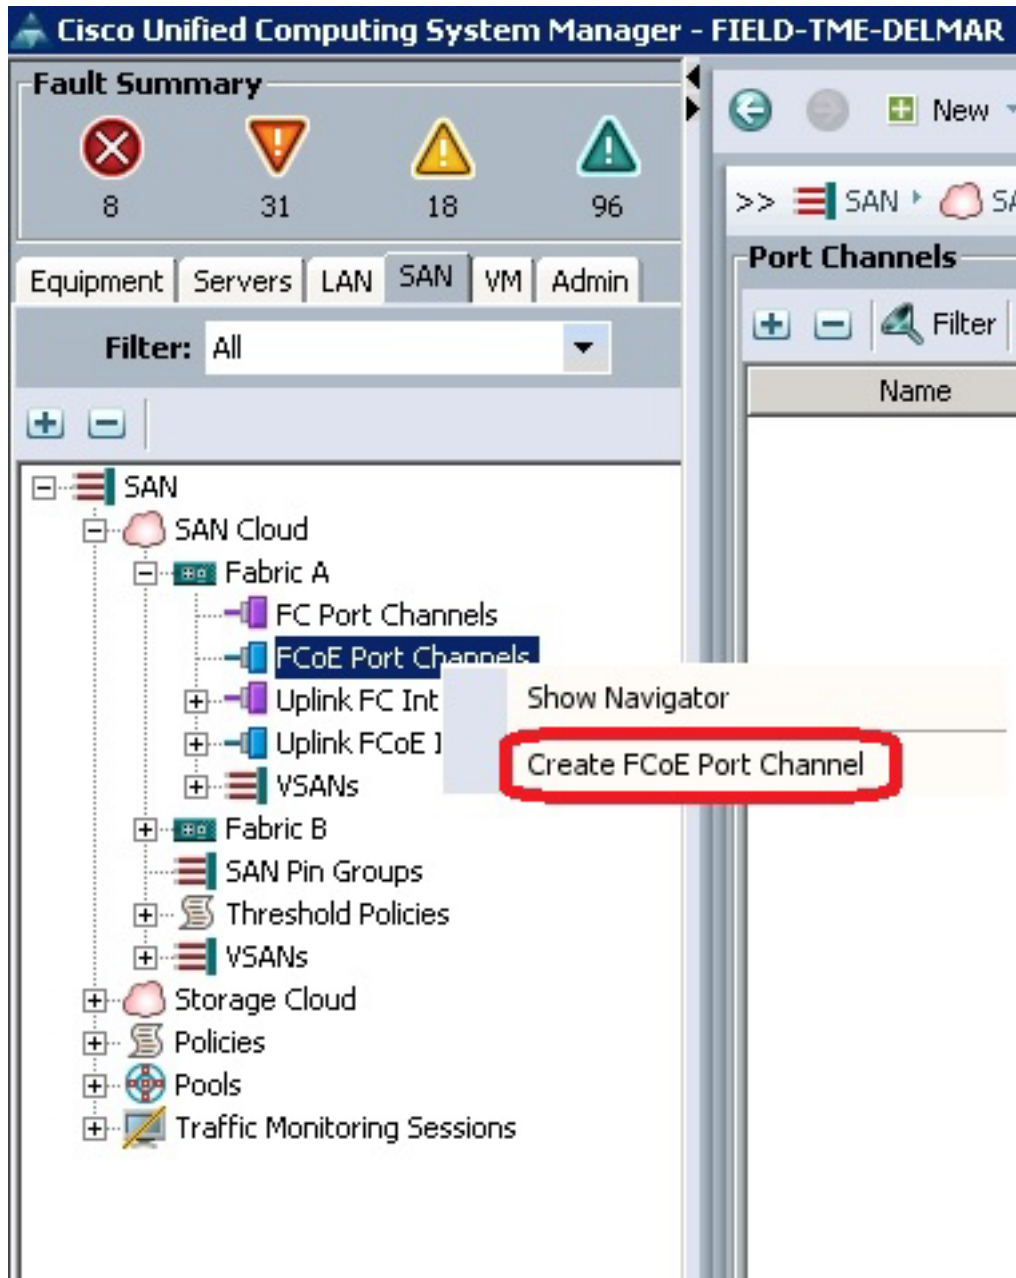 Cisco Unified Computing System Manager - FIELD-TME-DELMAR
Fault Summary
8 31 18 96
Equipment Servers LAN SAN VM Admin
Filter: All
SAN
SAN Cloud
Fabric A
FC Port Channels
FCoE Port Channels
Uplink FC Int
Uplink FCoE I
VSANs
Fabric B
SAN Pin Groups
Threshold Policies
VSANs
Storage Cloud
Policies
Pools
Traffic Monitoring Sessions
Show Navigator
Create FCoE Port Channel
New
>> SAN SA
Port Channels
Filter
Name